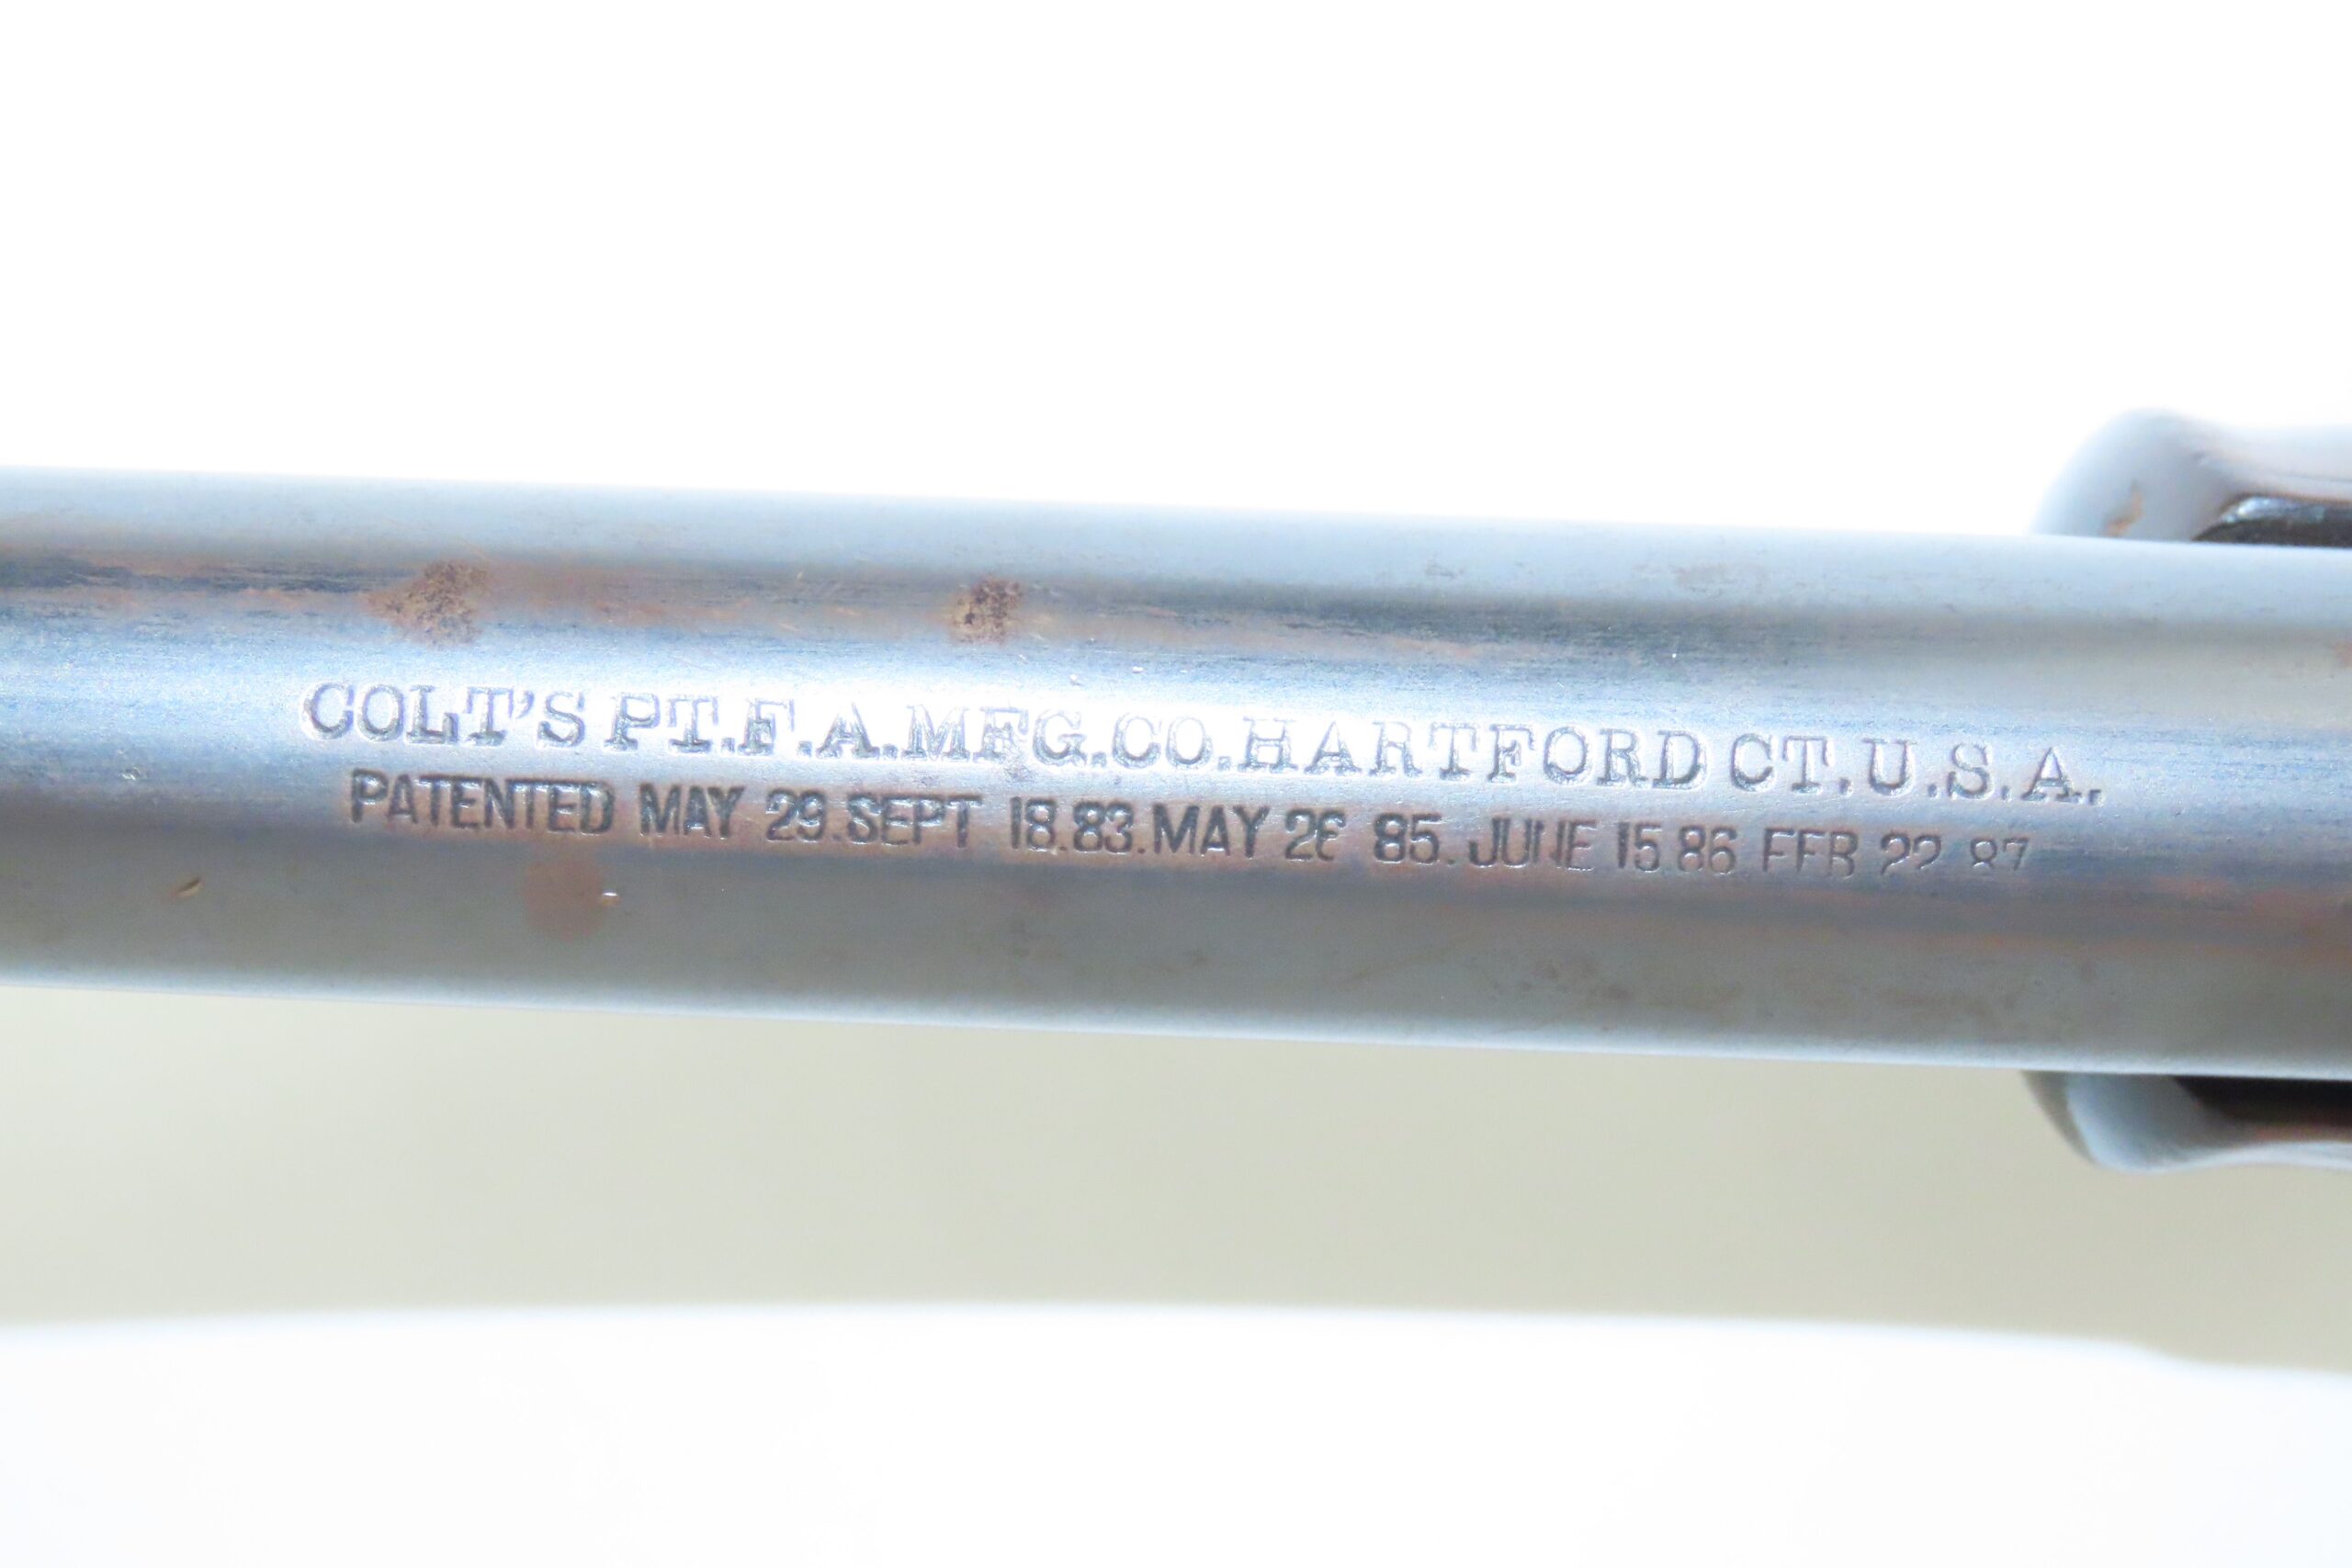 COLT'S PT.F.A.MFG.CO.HARTFORD CT.U.S.A.
PATENTED MAY 29.SEPT 18.83.MAY 26 85.JUNE 15 86 FEB 22 87